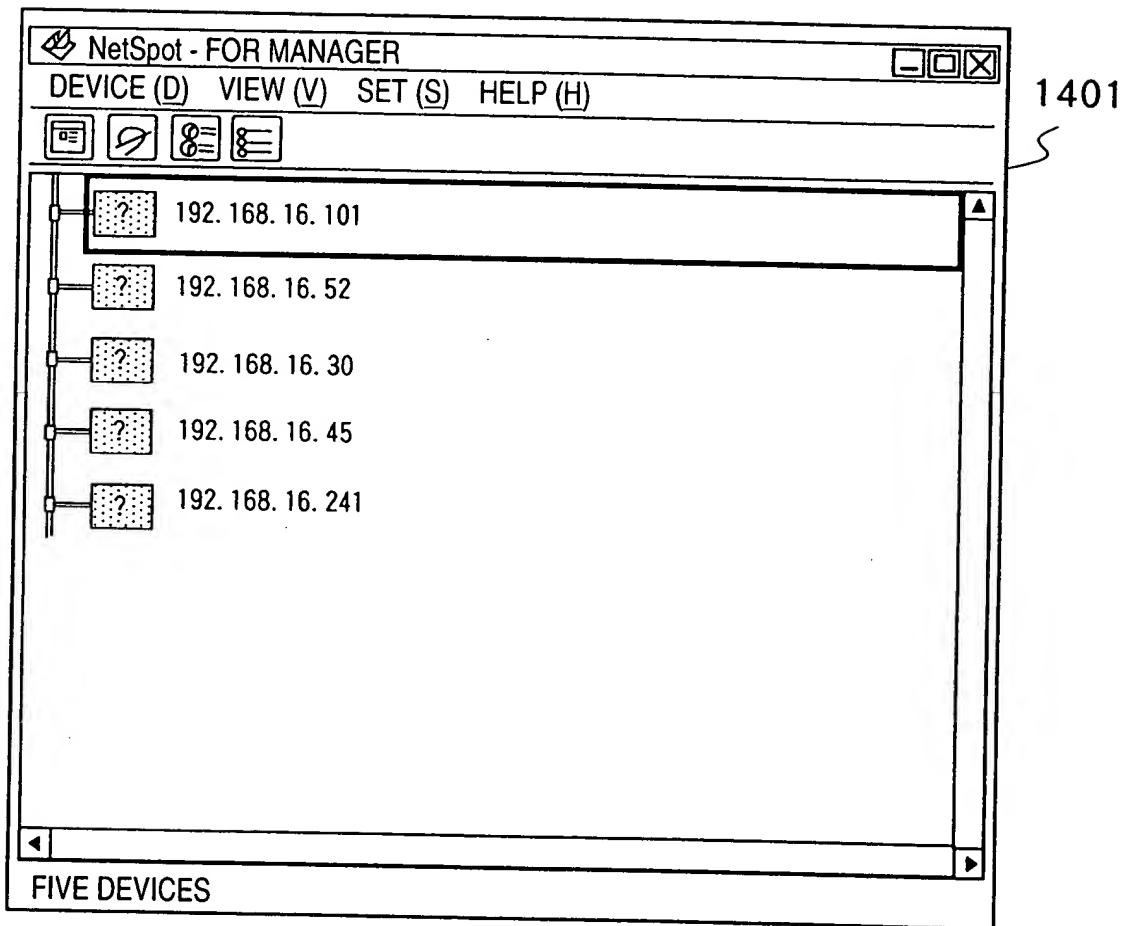 NetSpot - FOR MANAGER
DEVICE (D) VIEW (V) SET (S) HELP (H)
1401
? 192. 168. 16. 101
? 192. 168. 16. 52
? 192. 168. 16. 30
? 192. 168. 16. 45
? 192. 168. 16. 241
FIVE DEVICES